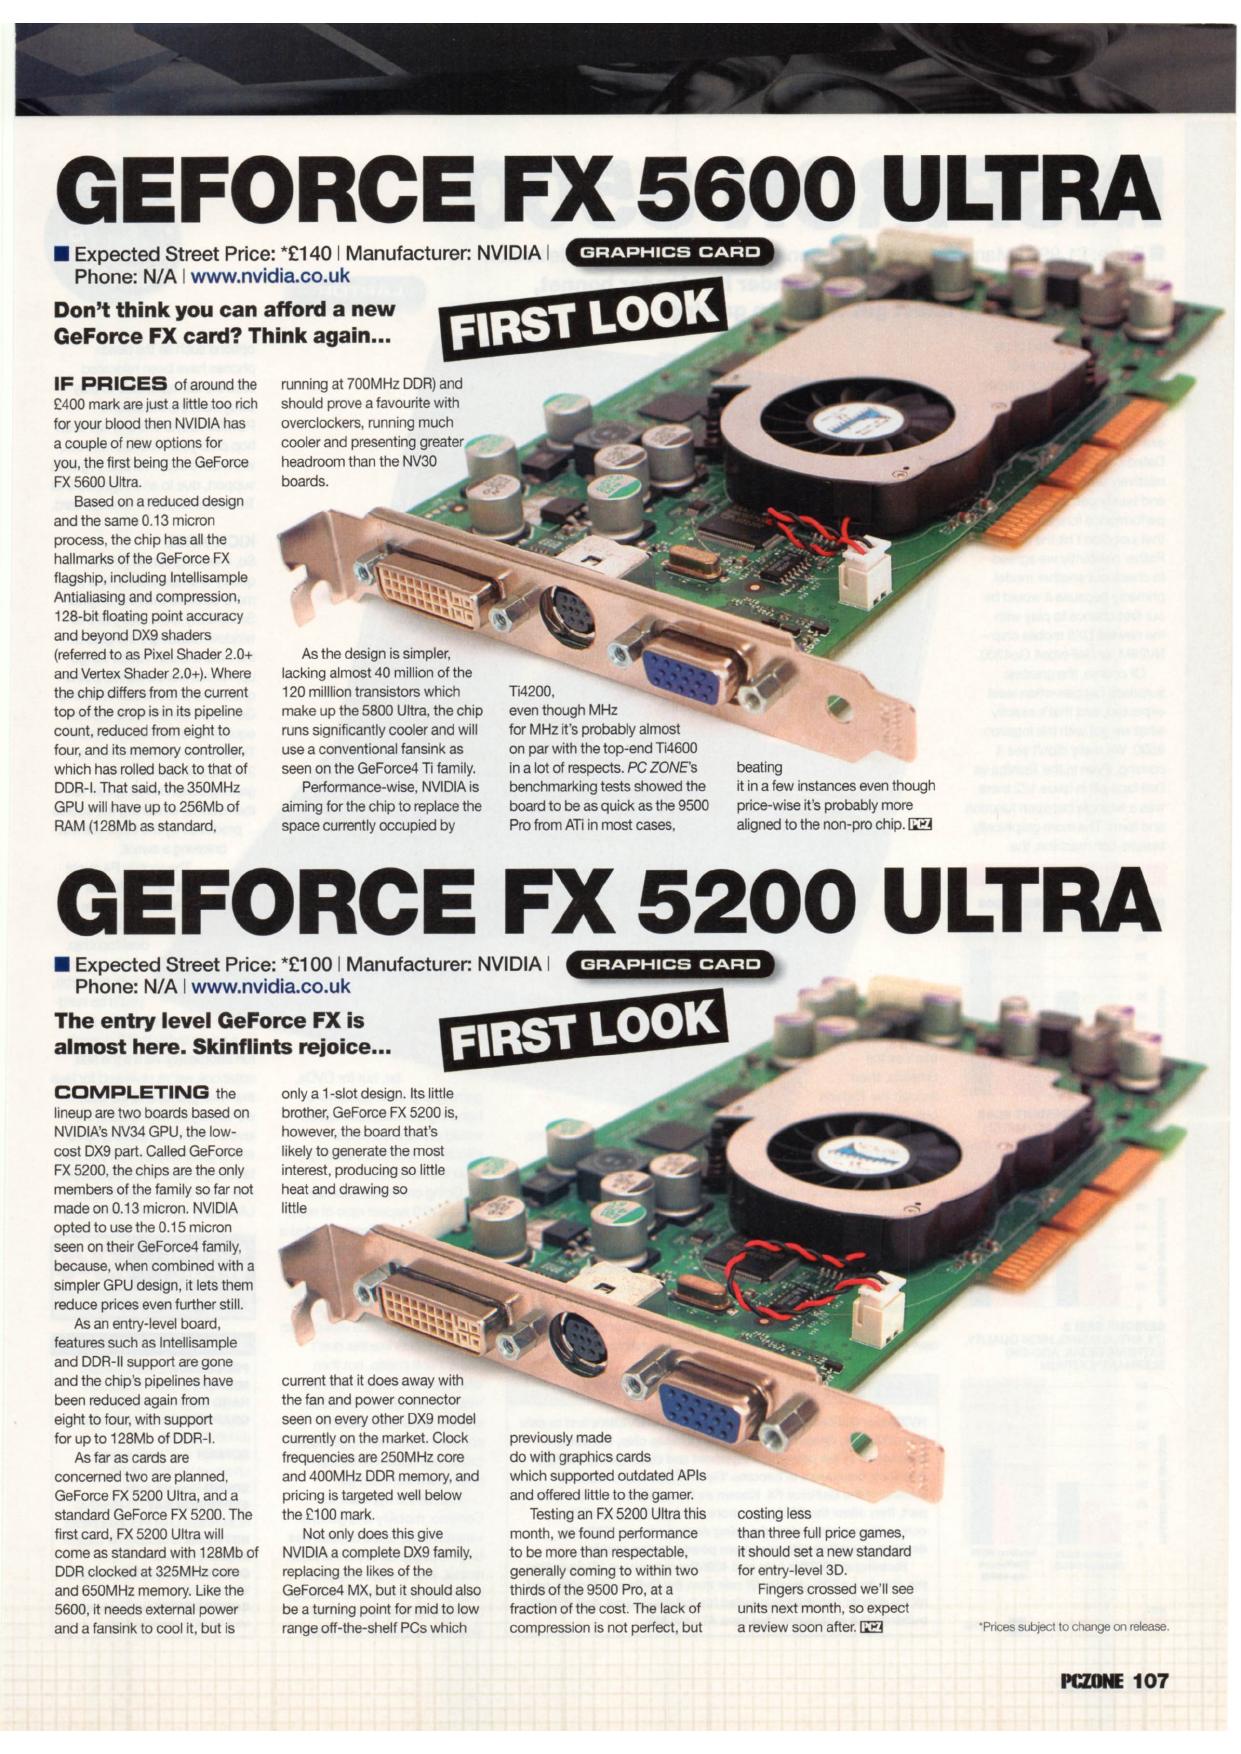 GEFORCE FX 5600 ULTRA
■ Expected Street Price: *£140 | Manufacturer: NVIDIA |
Phone: N/A | www.nvidia.co.uk
GRAPHICS CARD
Don't think you can afford a new
GeForce FX card? Think again...
FIRST LOOK
IF PRICES of around the
£400 mark are just a little too rich
for your blood then NVIDIA has
a couple of new options for
you, the first being the GeForce
FX 5600 Ultra.
Based on a reduced design
and the same 0.13 micron
process, the chip has all the
hallmarks of the GeForce FX
flagship, including Intellisample
Antialiasing and compression,
128-bit floating point accuracy
and beyond DX9 shaders
(referred to as Pixel Shader 2.0+
and Vertex Shader 2.0+). Where
the chip differs from the current
top of the crop is in its pipeline
count, reduced from eight to
four, and its memory controller,
which has rolled back to that of
DDR-I. That said, the 350MHz
GPU will have up to 256Mb of
RAM (128Mb as standard,
running at 700MHz DDR) and
should prove a favourite with
overclockers, running much
cooler and presenting greater
headroom than the NV30
boards.
As the design is simpler,
lacking almost 40 million of the
120 milllion transistors which
make up the 5800 Ultra, the chip
runs significantly cooler and will
use a conventional fansink as
seen on the GeForce4 Ti family.
Performance-wise, NVIDIA is
aiming for the chip to replace the
space currently occupied by
Ti4200,
even though MHz
for MHz it's probably almost
on par with the top-end Ti4600
in a lot of respects. PC ZONE's
benchmarking tests showed the
board to be as quick as the 9500
Pro from ATi in most cases,
beating
it in a few instances even though
price-wise it's probably more
aligned to the non-pro chip. PCZ
GEFORCE FX 5200 ULTRA
■ Expected Street Price: *£100 | Manufacturer: NVIDIA |
Phone: N/A | www.nvidia.co.uk
GRAPHICS CARD
The entry level GeForce FX is
almost here. Skinflints rejoice...
FIRST LOOK
COMPLETING the
lineup are two boards based on
NVIDIA's NV34 GPU, the low-
cost DX9 part. Called GeForce
FX 5200, the chips are the only
members of the family so far not
made on 0.13 micron. NVIDIA
opted to use the 0.15 micron
seen on their GeForce4 family,
because, when combined with a
simpler GPU design, it lets them
reduce prices even further still.
As an entry-level board,
features such as Intellisample
and DDR-II support are gone
and the chip's pipelines have
been reduced again from
eight to four, with support
for up to 128Mb of DDR-I.
As far as cards are
concerned two are planned,
GeForce FX 5200 Ultra, and a
standard GeForce FX 5200. The
first card, FX 5200 Ultra will
come as standard with 128Mb of
DDR clocked at 325MHz core
and 650MHz memory. Like the
5600, it needs external power
and a fansink to cool it, but is
only a 1-slot design. Its little
brother, GeForce FX 5200 is,
however, the board that's
likely to generate the most
interest, producing so little
heat and drawing so
little
current that it does away with
the fan and power connector
seen on every other DX9 model
currently on the market. Clock
frequencies are 250MHz core
and 400MHz DDR memory, and
pricing is targeted well below
the £100 mark.
Not only does this give
NVIDIA a complete DX9 family,
replacing the likes of the
GeForce4 MX, but it should also
be a turning point for mid to low
range off-the-shelf PCs which
previously made
do with graphics cards
which supported outdated APIs
and offered little to the gamer.
Testing an FX 5200 Ultra this
month, we found performance
to be more than respectable,
generally coming to within two
thirds of the 9500 Pro, at a
fraction of the cost. The lack of
compression is not perfect, but
costing less
than three full price games,
it should set a new standard
for entry-level 3D.
Fingers crossed we'll see
units next month, so expect
a review soon after. PCZ
*Prices subject to change on release.
PCZONE 107